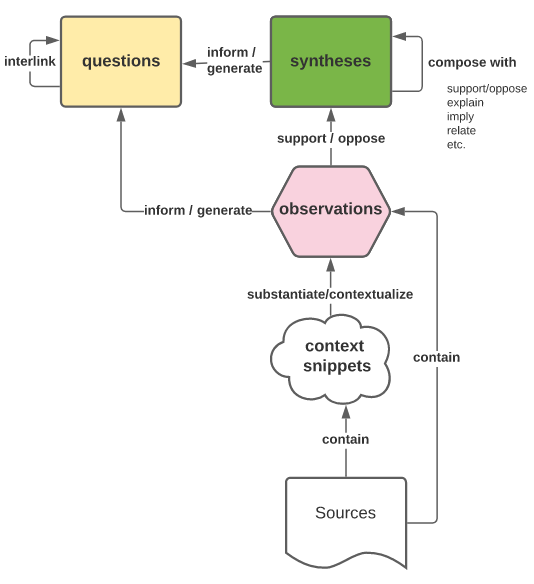 interlink
questions
inform /
generate
syntheses
compose with
support/oppose
explain
imply
relate
etc.
support / oppose
inform / generate
observations
substantiate/contextualize
context
snippets
contain
contain
Sources